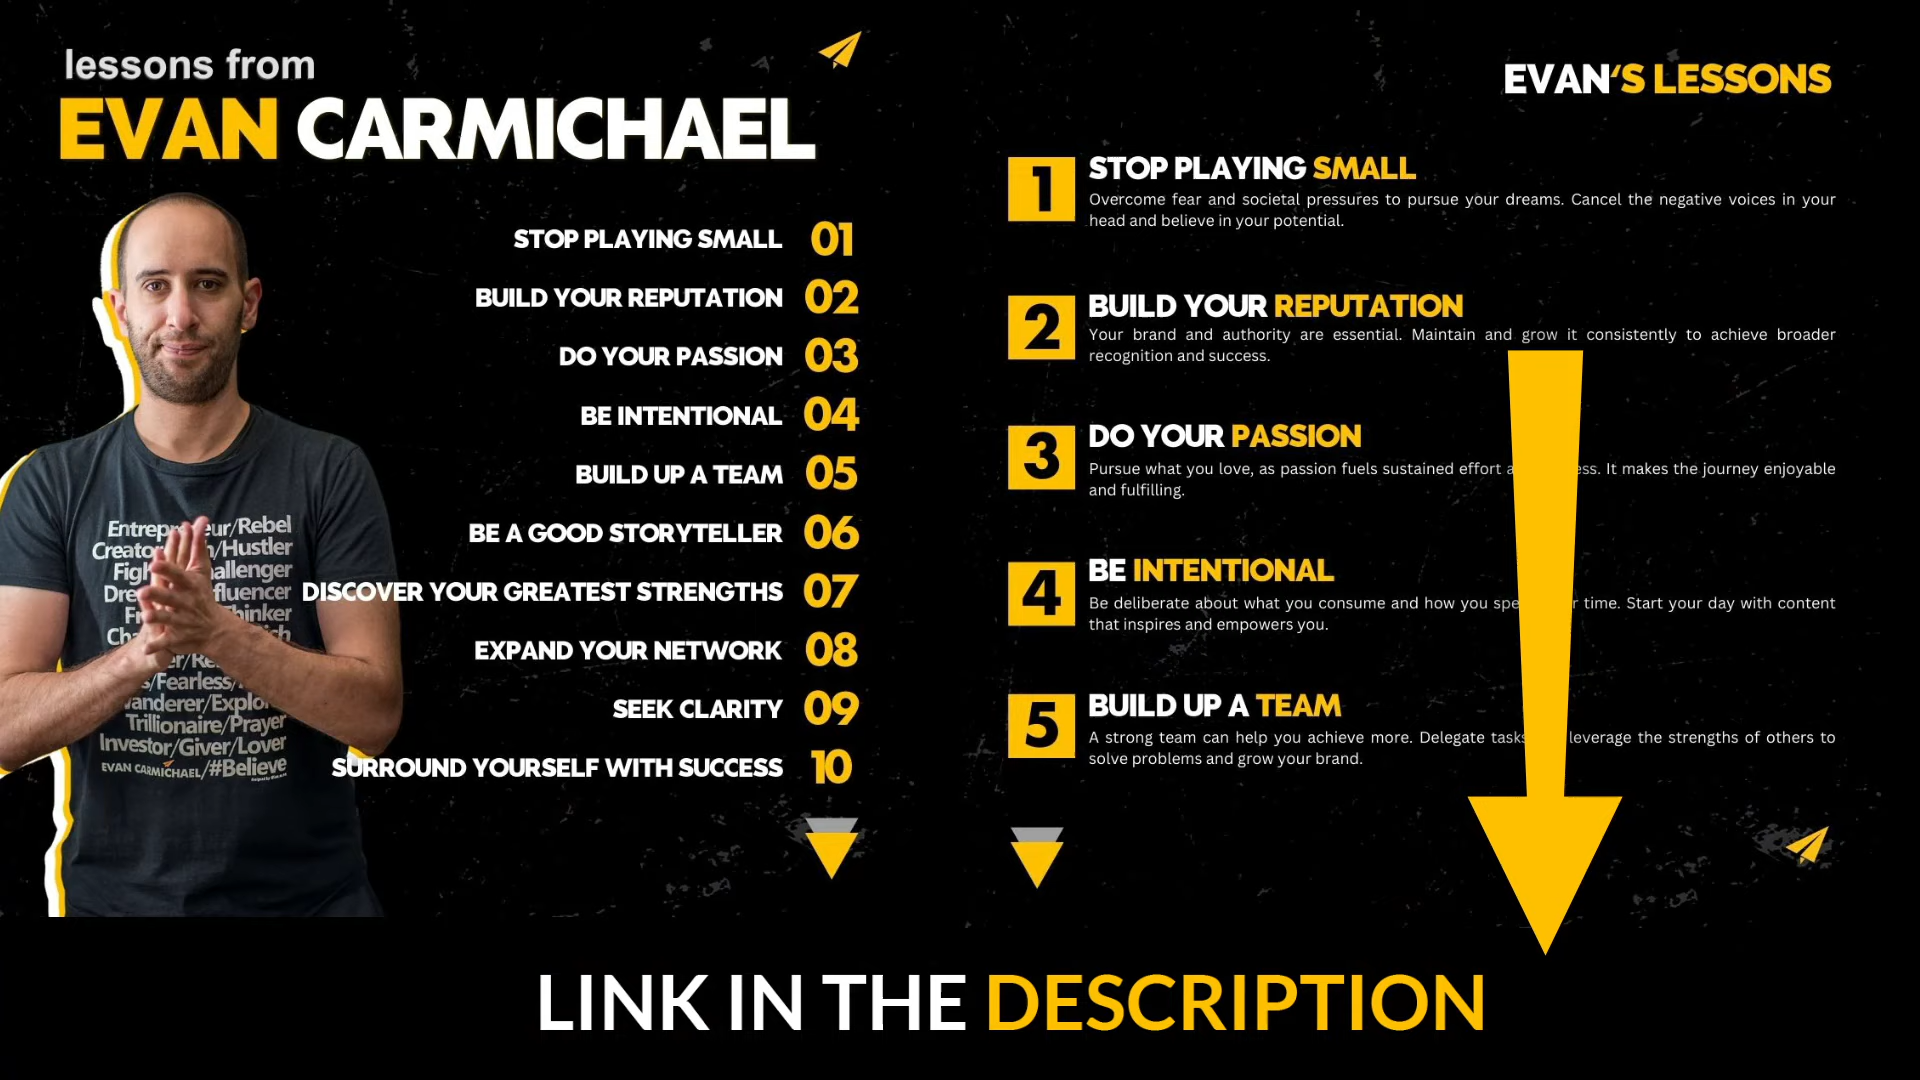 lessons from
EVAN CARMICHAEL
STOP PLAYING SMALL 01
BUILD YOUR REPUTATION 02
DO YOUR PASSION 03
BE INTENTIONAL 04
BUILD UP A TEAM 05
BE A GOOD STORYTELLER 06
DISCOVER YOUR GREATEST STRENGTHS 07
EXPAND YOUR NETWORK 08
SEEK CLARITY 09
SURROUND YOURSELF WITH SUCCESS 10
/Rebel
/Hustler
/Fearless/
Trillionaire/Prayer
Investor/Giver/Lover
EVAN CARMICHAEL/#Believe
EVAN'S LESSONS
1 STOP PLAYING SMALL
Overcome fear and societal pressures to pursue your dreams. Cancel the negative voices in your
head and believe in your potential.
2 BUILD YOUR REPUTATION
Your brand and authority are essential. Maintain and grow it consistently to achieve broader
recognition and success.
3 DO YOUR PASSION
Pursue what you love, as passion fuels sustained effort It makes the journey enjoyable
and fulfilling.
4 BE INTENTIONAL
Be deliberate about what you consume and how you time. Start your day with content
that inspires and empowers you.
5 BUILD UP A TEAM
A strong team can help you achieve more. Delegate tasks leverage the strengths of others to
solve problems and grow your brand.
LINK IN THE DESCRIPTION